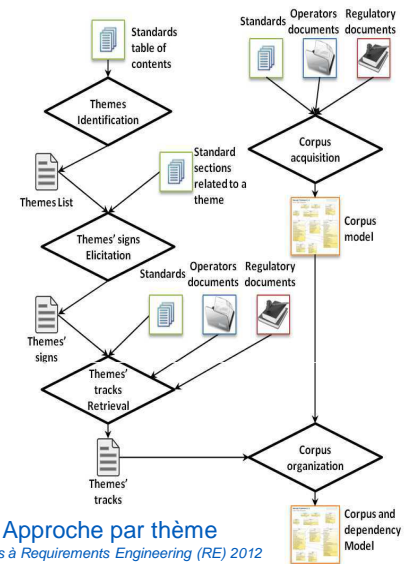 Standards
table of
contents
Themes
Identification
Themes List
Standard
sections
related to a
theme
Themes' signs
Elicitation
Standards
Operators
documents
Regulatory
documents
Themes'
signs
Themes'
tracks
Retrieval
Themes'
tracks
Standards
Operators
documents
Regulatory
documents
Corpus
acquisition
Corpus
model
Corpus
organization
Corpus and
dependency
Model
Approche par thème
s à Requirements Engineering (RE) 2012